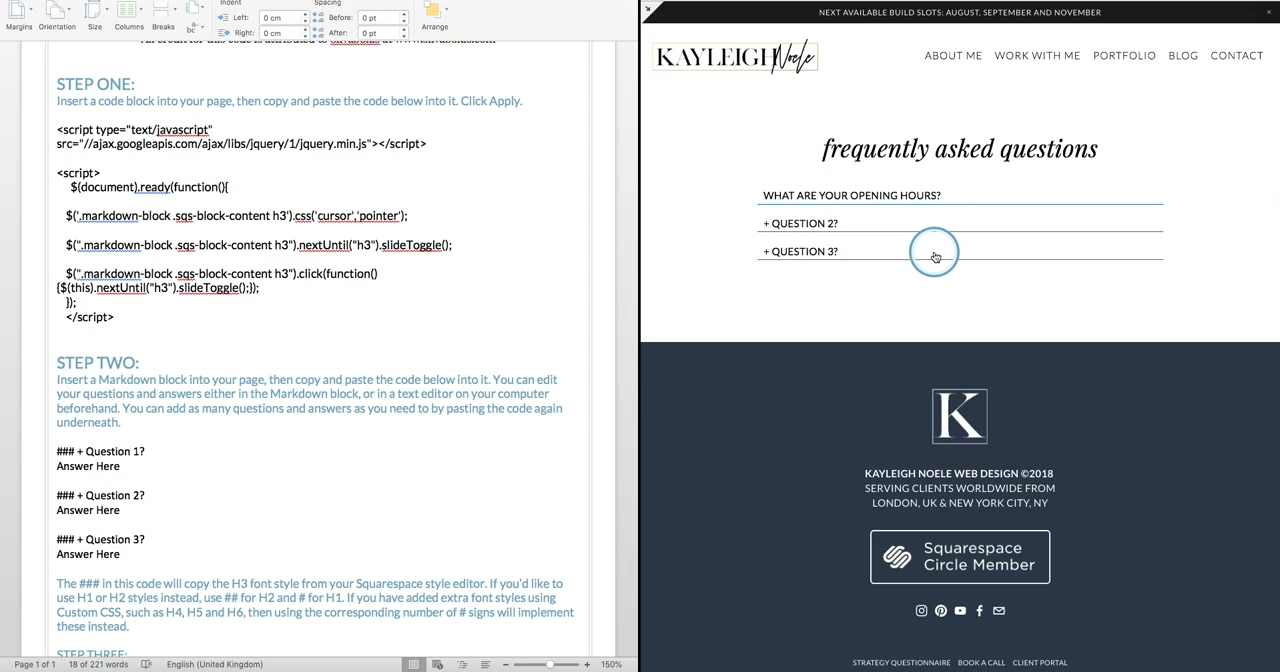 Indent
Spacing
Left: 0 cm
Before: 0 pt
Right: 0 cm
After: 0 pt
Margins Orientation Size Columns Breaks
Arrange
STEP ONE:
Insert a code block into your page, then copy and paste the code below into it. Click Apply.
<script type="text/javascript"
src="//ajax.googleapis.com/ajax/libs/jquery/1/jquery.min.js"></script>
<script>
$(document).ready(function(){
$('.markdown-block .sqs-block-content h3').css('cursor','pointer');
$(".markdown-block .sqs-block-content h3").nextUntil("h3").slideToggle();
$(".markdown-block .sqs-block-content h3").click(function()
{$(this).nextUntil("h3").slideToggle();});
});
</script>
STEP TWO:
Insert a Markdown block into your page, then copy and paste the code below into it. You can edit
your questions and answers either in the Markdown block, or in a text editor on your computer
beforehand. You can add as many questions and answers as you need to by pasting the code again
underneath.
### + Question 1?
Answer Here
### + Question 2?
Answer Here
### + Question 3?
Answer Here
The ### in this code will copy the H3 font style from your Squarespace style editor. If you'd like to
use H1 or H2 styles instead, use ## for H2 and # for H1. If you have added extra font styles using
Custom CSS, such as H4, H5 and H6, then using the corresponding number of # signs will implement
these instead.
STEP THREE:
Page 1 of 1 18 of 221 words English (United Kingdom) 150%
NEXT AVAILABLE BUILD SLOTS: AUGUST, SEPTEMBER AND NOVEMBER
KAYLEIGH Noele
ABOUT ME WORK WITH ME PORTFOLIO BLOG CONTACT
frequently asked questions
WHAT ARE YOUR OPENING HOURS?
+ QUESTION 2?
+ QUESTION 3?
K
KAYLEIGH NOELE WEB DESIGN ©2018
SERVING CLIENTS WORLDWIDE FROM
LONDON, UK & NEW YORK CITY, NY
Squarespace
Circle Member
STRATEGY QUESTIONNAIRE BOOK A CALL CLIENT PORTAL